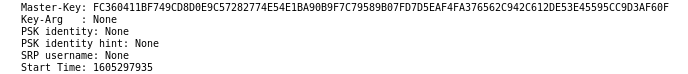 Master-Key: FC360411BF749CD8D0E9C57282774E54E1BA90B9F7C79589B07FD7D5EAF4FA376562C942C612DE53E45595CC9D3AF60F
Key-Arg   : None
PSK identity: None
PSK identity hint: None
SRP username: None
Start Time: 1605297935